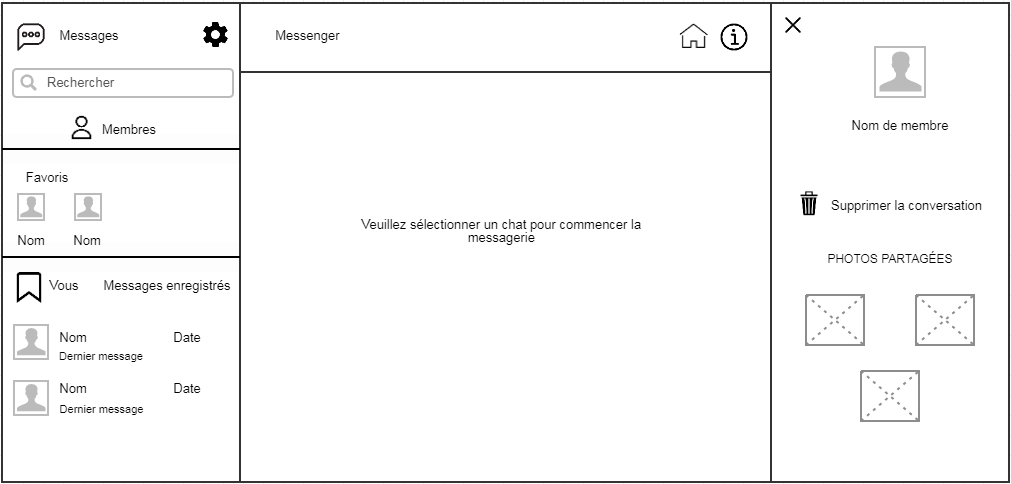 Messages
Rechercher
Membres
Favoris
Nom
Nom
Vous
Messages enregistrés
Nom
Date
Dernier message
Nom
Date
Dernier message
Messenger
Veuillez sélectionner un chat pour commencer la
messagerie
Nom de membre
Supprimer la conversation
PHOTOS PARTAGÉES